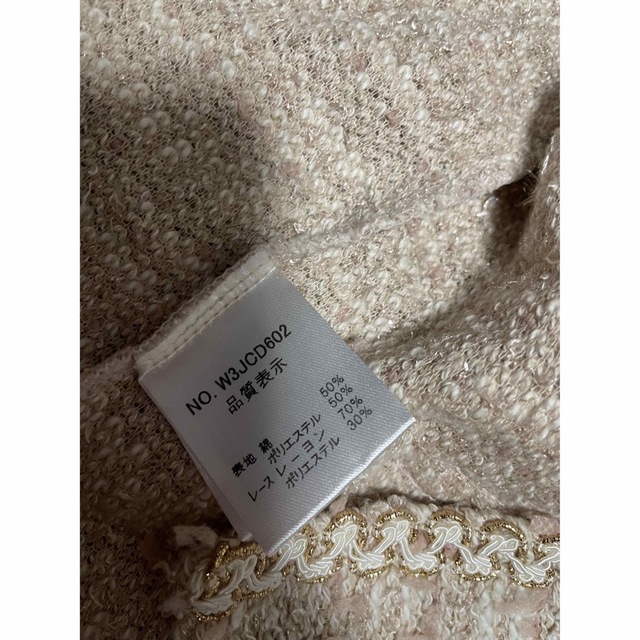 NO. W3JCD602
品質表示
表地 綿 50%
ポリエステル 50%
レース レーヨン 70%
ポリエステル 30%